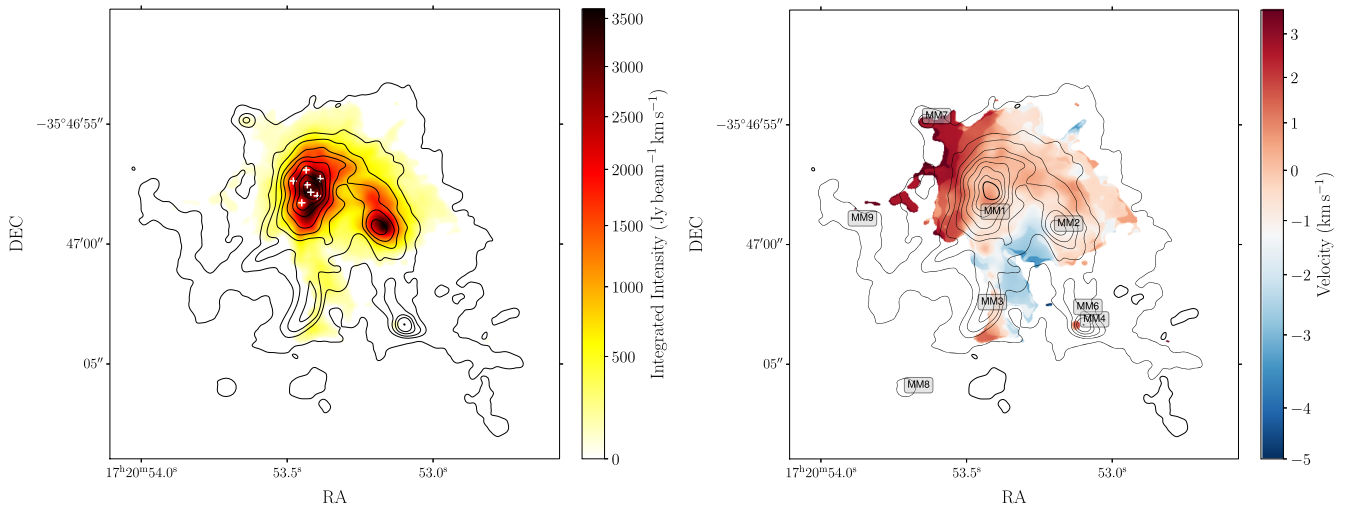 3500
3000
2500
2000
1500
1000
500
0
Integrated Intensity (Jy beam⁻¹ km s⁻¹)
−35°46′55″
47′00″
05″
DEC
17ʰ20ᵐ54.0ˢ
53.5ˢ
53.0ˢ
RA
MM7
MM9
MM1
MM2
MM3
MM6
MM4
MM8
3
2
1
0
−1
−2
−3
−4
−5
Velocity (km s⁻¹)
−35°46′55″
47′00″
05″
DEC
17ʰ20ᵐ54.0ˢ
53.5ˢ
53.0ˢ
RA